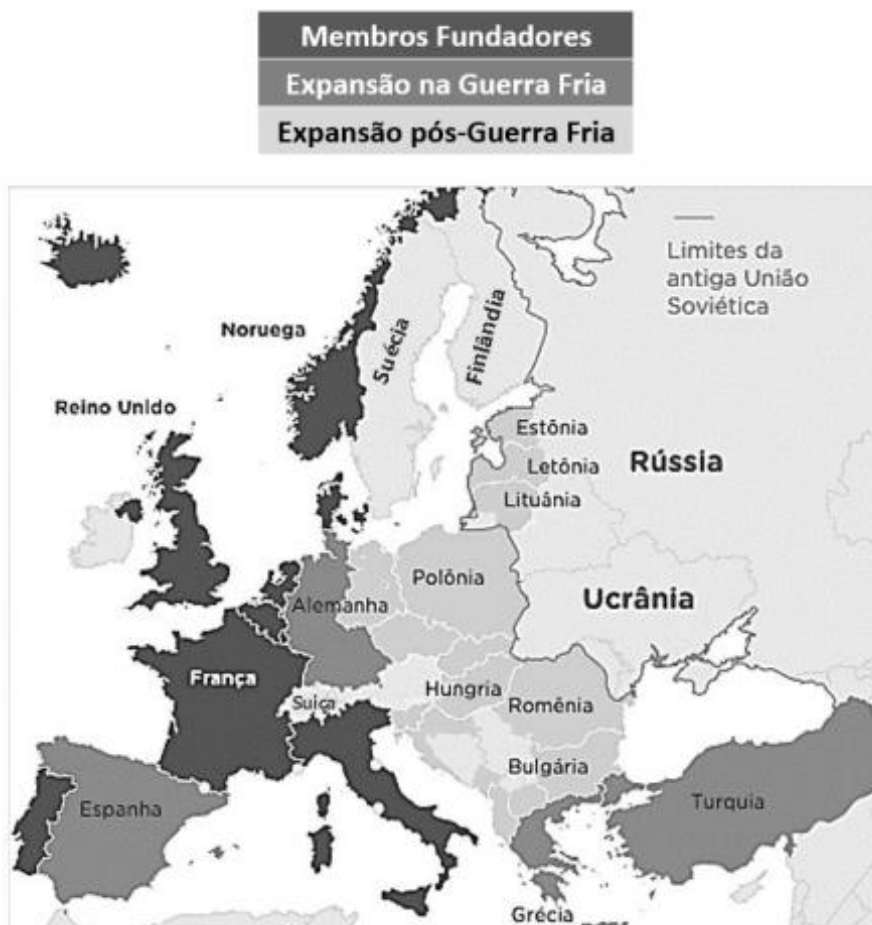 Membros Fundadores
Expansão na Guerra Fria
Expansão pós-Guerra Fria
Limites da
antiga União
Soviética
Noruega
Suécia
Finlândia
Reino Unido
Estônia
Letônia
Rússia
Lituânia
Polônia
Ucrânia
Alemanha
França
Suiça
Hungria
Romênia
Bulgária
Espanha
Turquia
Grécia